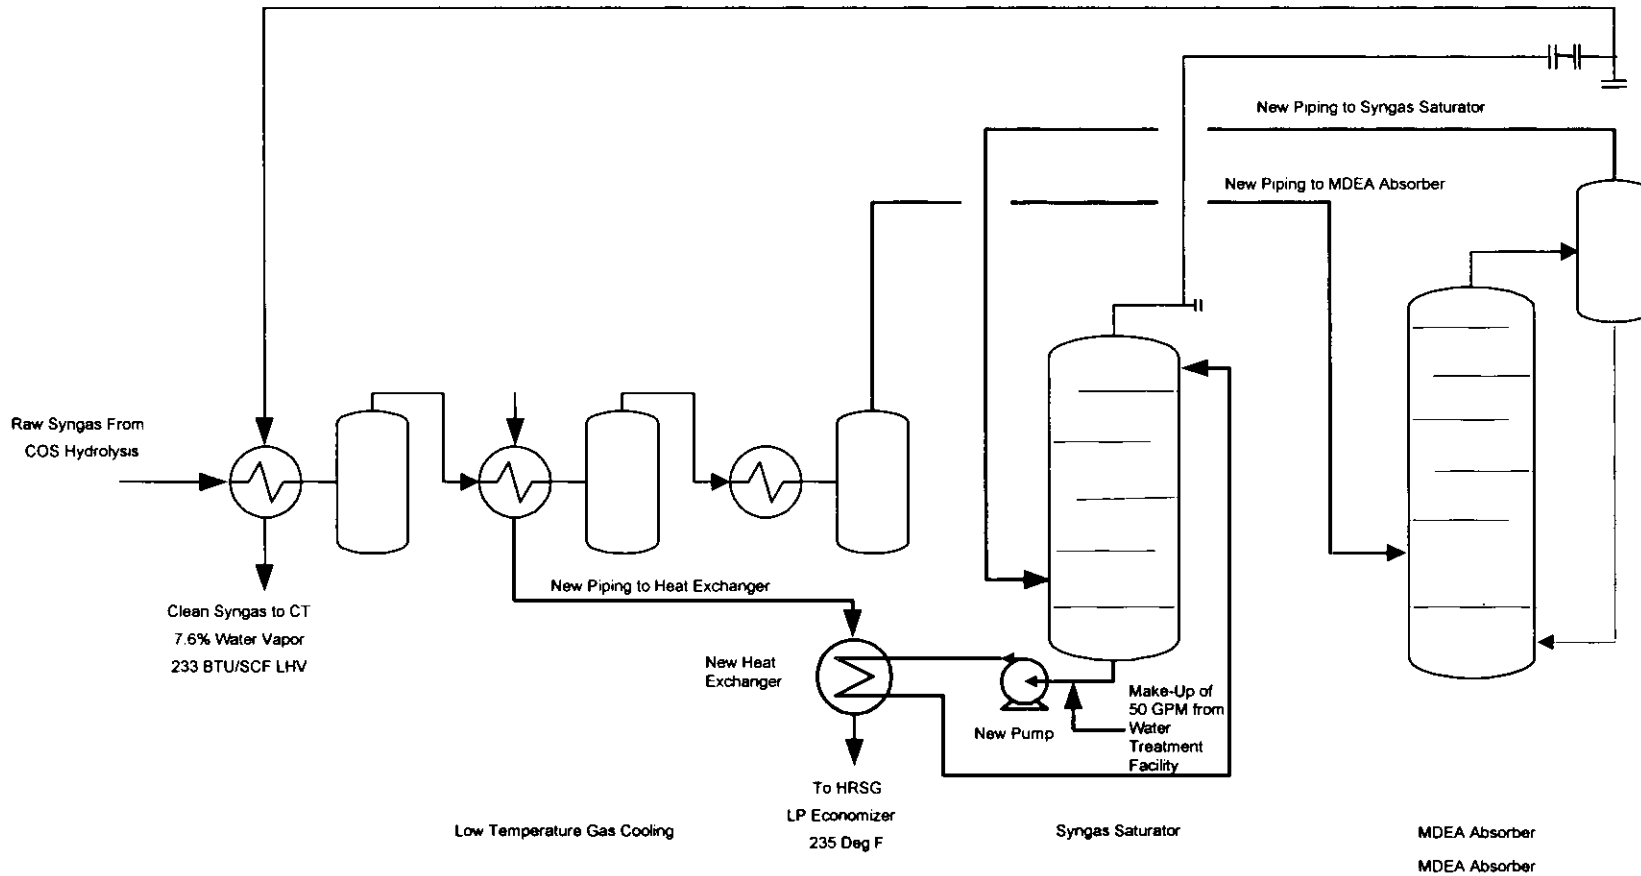 New Piping to Syngas Saturator
New Piping to MDEA Absorber
Raw Syngas From
COS Hydrolysis
New Piping to Heat Exchanger
Clean Syngas to CT
7.6% Water Vapor
233 BTU/SCF LHV
New Heat
Exchanger
Make-Up of
50 GPM from
Water
Treatment
Facility
New Pump
To HRSG
LP Economizer
235 Deg F
Low Temperature Gas Cooling
Syngas Saturator
MDEA Absorber
MDEA Absorber